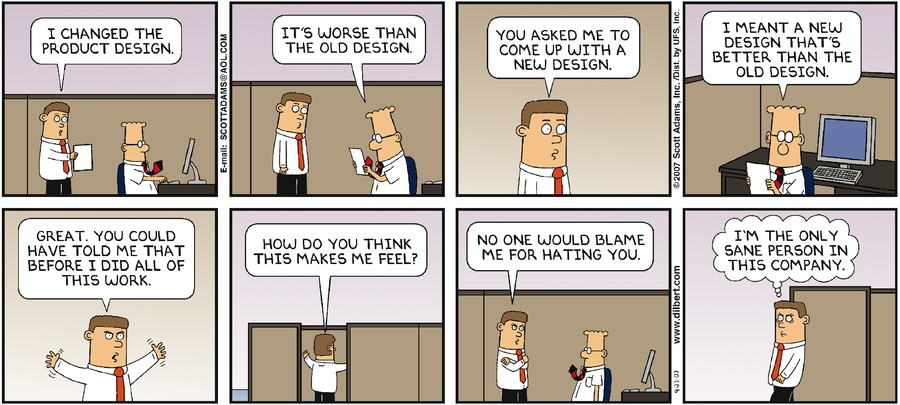 I CHANGED THE
PRODUCT DESIGN.
E-mail: SCOTTADAMS@AOL.COM
IT'S WORSE THAN
THE OLD DESIGN.
YOU ASKED ME TO
COME UP WITH A
NEW DESIGN.
©2007 Scott Adams, Inc./Dist. by UFS, Inc.
I MEANT A NEW
DESIGN THAT'S
BETTER THAN THE
OLD DESIGN.
GREAT. YOU COULD
HAVE TOLD ME THAT
BEFORE I DID ALL OF
THIS WORK.
HOW DO YOU THINK
THIS MAKES ME FEEL?
NO ONE WOULD BLAME
ME FOR HATING YOU.
www.dilbert.com
I'M THE ONLY
SANE PERSON IN
THIS COMPANY.